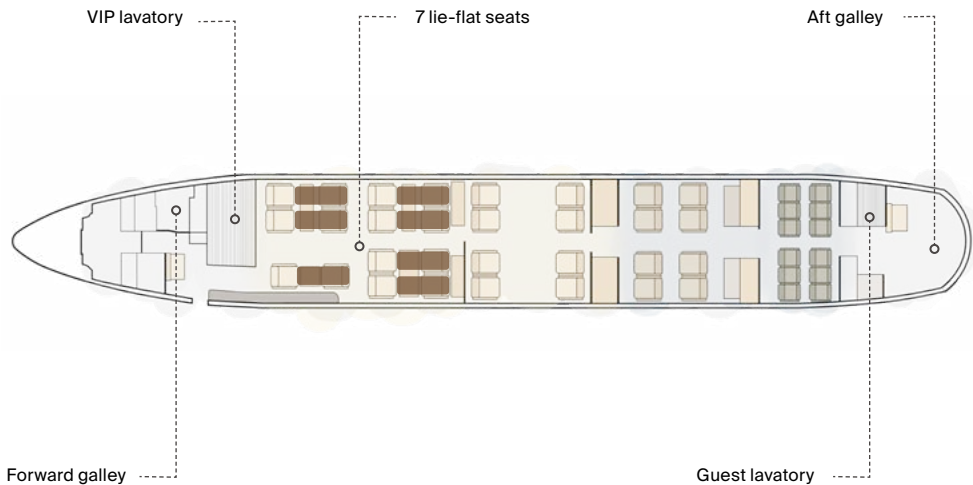 VIP lavatory
7 lie-flat seats
Aft galley
Forward galley
Guest lavatory